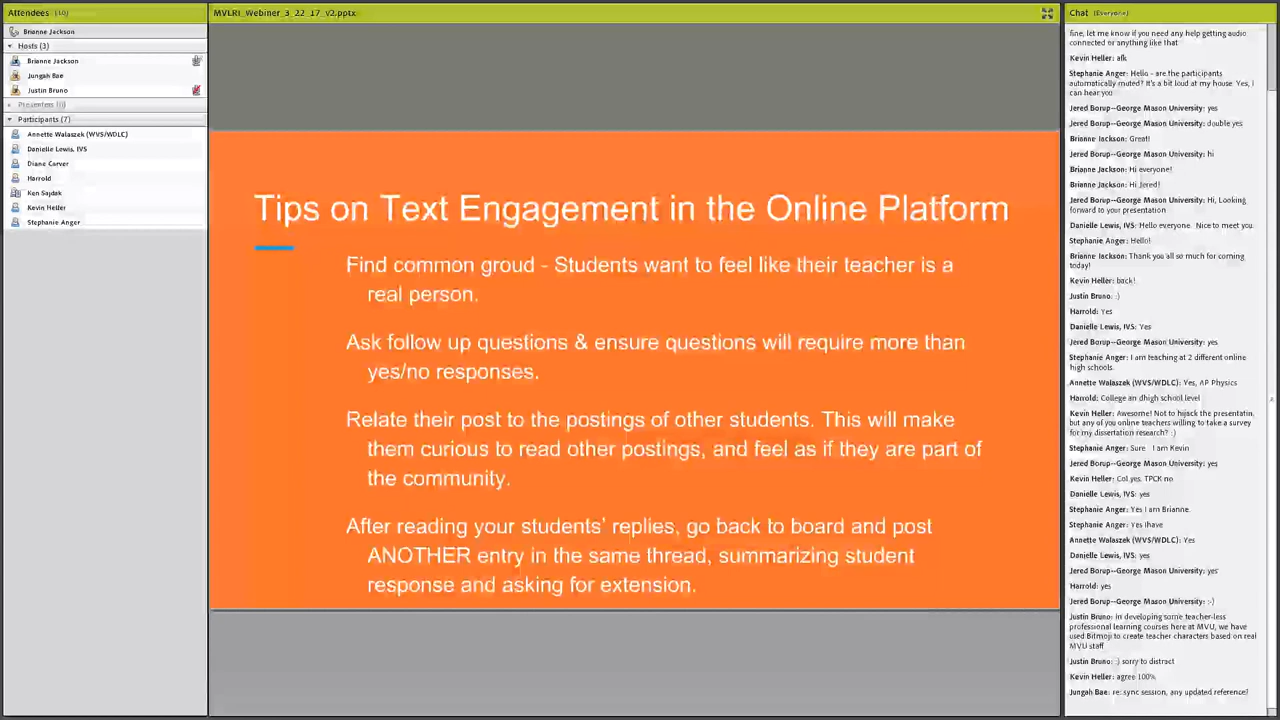 Attendees (10)
Brianne Jackson
Hosts (3)
Brianne Jackson
Jungah Bae
Justin Bruno
Presenters (0)
Participants (7)
Annette Walaszek (WVS/WDLC)
Danielle Lewis, IVS
Diane Carver
Harrold
Ken Sajdak
Kevin Heller
Stephanie Anger
MVLRI_Webiner_3_22_17_v2.pptx
Tips on Text Engagement in the Online Platform
Find common groud - Students want to feel like their teacher is a
real person.
Ask follow up questions & ensure questions will require more than
yes/no responses.
Relate their post to the postings of other students. This will make
them curious to read other postings, and feel as if they are part of
the community.
After reading your students’ replies, go back to board and post
ANOTHER entry in the same thread, summarizing student
response and asking for extension.
Chat (Everyone)
fine, let me know if you need any help getting audio
connected or anything like that
Kevin Heller: afk
Stephanie Anger: Hello - are the participants
automatically muted? It's a bit loud at my house. Yes, I
can hear you
Jered Borup--George Mason University: yes
Jered Borup--George Mason University: double yes
Brianne Jackson: Great!
Jered Borup--George Mason University: hi
Brianne Jackson: Hi everyone!
Brianne Jackson: Hi Jered!
Jered Borup--George Mason University: Hi, Looking
forward to your presentation
Danielle Lewis, IVS: Hello everyone. Nice to meet you.
Stephanie Anger: Hello!
Brianne Jackson: Thank you all so much for coming
today!
Kevin Heller: back!
Justin Bruno: :)
Harrold: Yes
Danielle Lewis, IVS: Yes
Jered Borup--George Mason University: yes
Stephanie Anger: I am teaching at 2 different online
high schools.
Annette Walaszek (WVS/WDLC): Yes, AP Physics
Harrold: College an dhigh school level
Kevin Heller: Awesome! Not to hijack the presentatin,
but any of you online teachers willing to take a survey
for my dissertation research? :)
Stephanie Anger: Sure I am Kevin
Jered Borup--George Mason University: yes
Kevin Heller: CoI yes, TPCK no
Danielle Lewis, IVS: yes
Stephanie Anger: Yes I am Brianne.
Stephanie Anger: Yes ihave
Annette Walaszek (WVS/WDLC): Yes
Danielle Lewis, IVS: yes
Jered Borup--George Mason University: yes
Harrold: yes
Jered Borup--George Mason University: :-)
Justin Bruno: in developing some teacher-less
professional learning courses here at MVU, we have
used Bitmoji to create teacher characters based on real
MVU staff
Justin Bruno: :) sorry to distract
Kevin Heller: agree 100%
Jungah Bae: re: sync session, any updated reference?